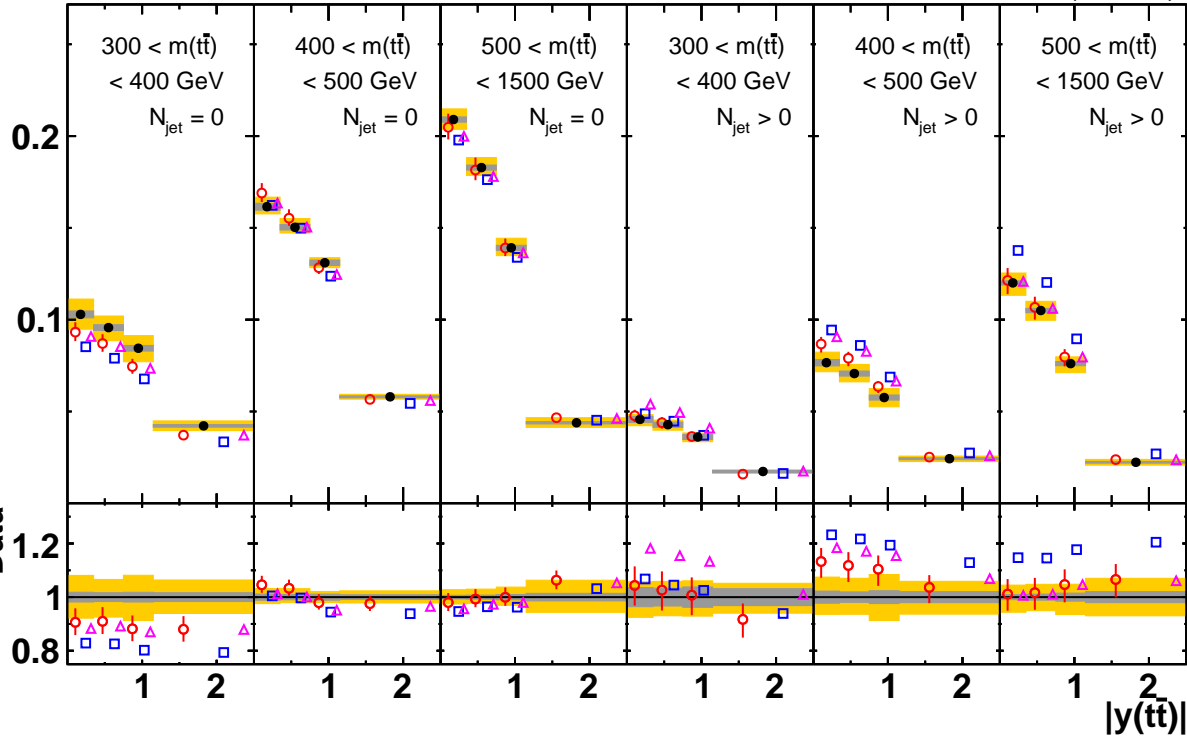 300 < m(tt̄) 400 < m(tt̄) 500 < m(tt̄) 300 < m(tt̄) 400 < m(tt̄) 500 < m(tt̄)
< 400 GeV < 500 GeV < 1500 GeV < 400 GeV < 500 GeV < 1500 GeV
N_jet = 0 N_jet = 0 N_jet = 0 N_jet > 0 N_jet > 0 N_jet > 0
0.2
0.1
1.2
1
0.8
1 2 1 2 1 2 1 2 1 2 1 2
|y(tt̄)|